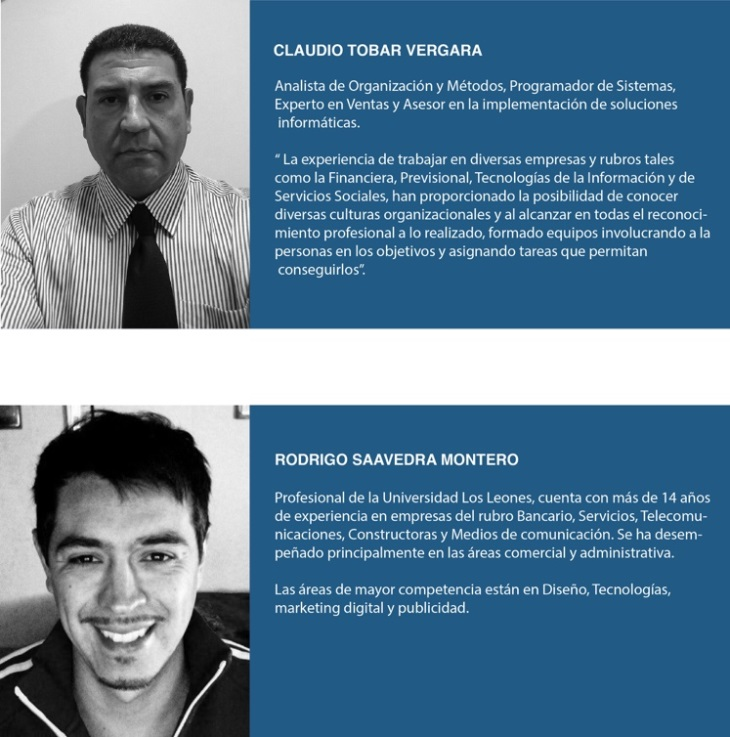 CLAUDIO TOBAR VERGARA
Analista de Organización y Métodos, Programador de Sistemas,
Experto en Ventas y Asesor en la implementación de soluciones
informáticas.
“ La experiencia de trabajar en diversas empresas y rubros tales
como la Financiera, Previsional, Tecnologías de la Información y de
Servicios Sociales, han proporcionado la posibilidad de conocer
diversas culturas organizacionales y al alcanzar en todas el reconoci-
miento profesional a lo realizado, formado equipos involucrando a la
personas en los objetivos y asignando tareas que permitan
conseguirlos”.
RODRIGO SAAVEDRA MONTERO
Profesional de la Universidad Los Leones, cuenta con más de 14 años
de experiencia en empresas del rubro Bancario, Servicios, Telecomu-
nicaciones, Constructoras y Medios de comunicación. Se ha desem-
peñado principalmente en las áreas comercial y administrativa.
Las áreas de mayor competencia están en Diseño, Tecnologías,
marketing digital y publicidad.